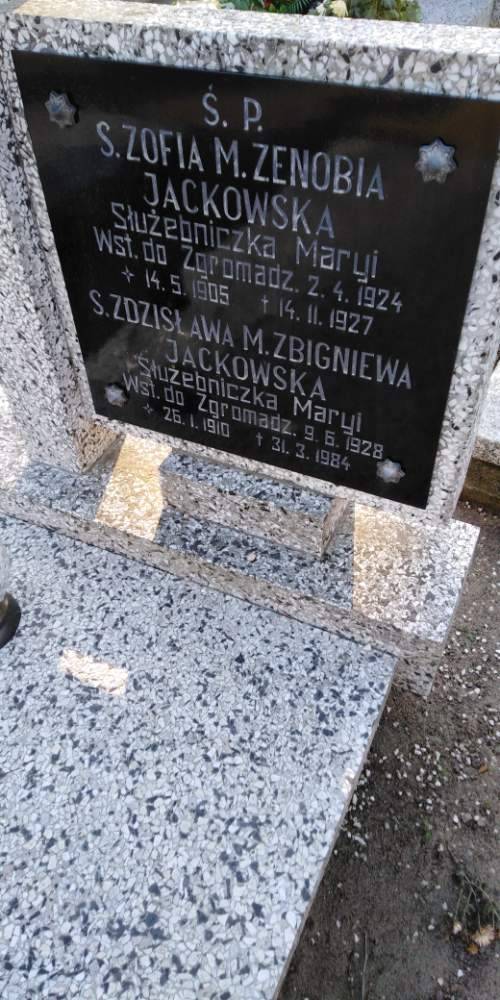 Ś. P.
S. ZOFIA M. ZENOBIA
JACKOWSKA
Służebniczka Maryi
Wst. do Zgromadz. 2. 4. 1924
+ 14. 5. 1905 † 14. 11. 1927
S. ZDZISŁAWA M. ZBIGNIEWA
JACKOWSKA
Służebniczka Maryi
Wst. do Zgromadz. 9. 6. 1928
+ 26. 1. 1910 † 31. 3. 1984